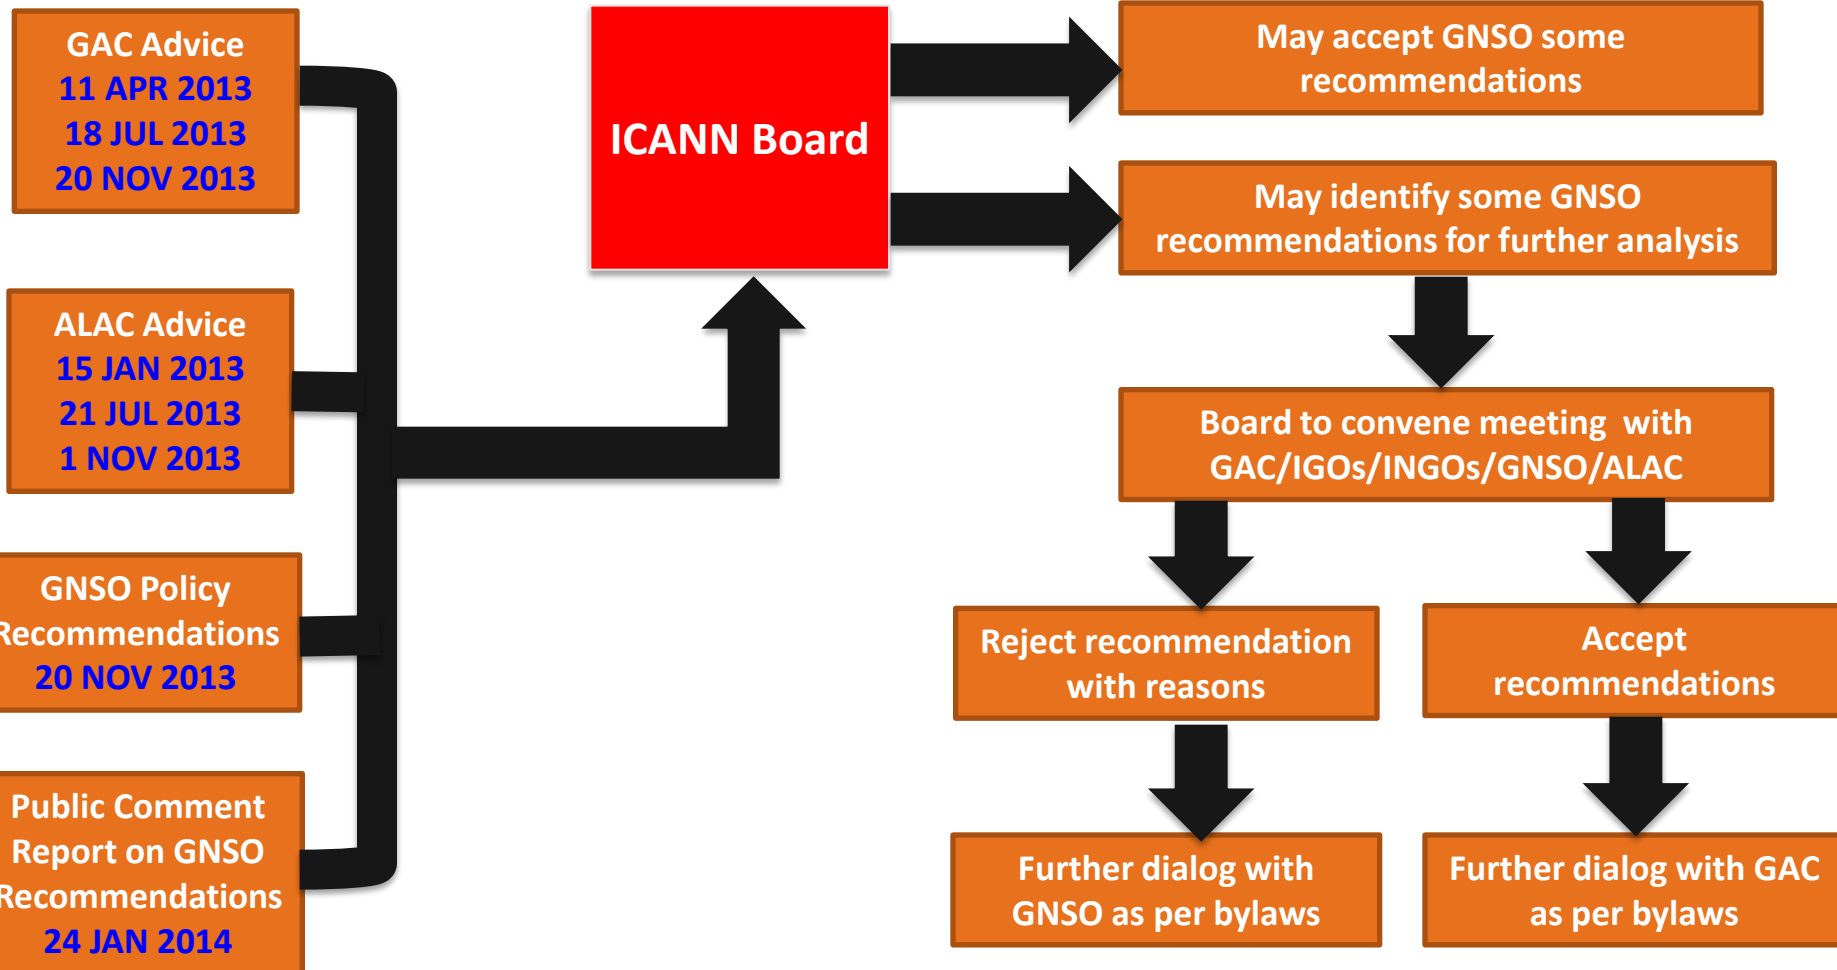 GAC Advice
11 APR 2013
18 JUL 2013
20 NOV 2013
ALAC Advice
15 JAN 2013
21 JUL 2013
1 NOV 2013
GNSO Policy
Recommendations
20 NOV 2013
Public Comment
Report on GNSO
Recommendations
24 JAN 2014
ICANN Board
May accept GNSO some
recommendations
May identify some GNSO
recommendations for further analysis
Board to convene meeting  with
GAC/IGOs/INGOs/GNSO/ALAC
Reject recommendation
with reasons
Accept
recommendations
Further dialog with
GNSO as per bylaws
Further dialog with GAC
as per bylaws